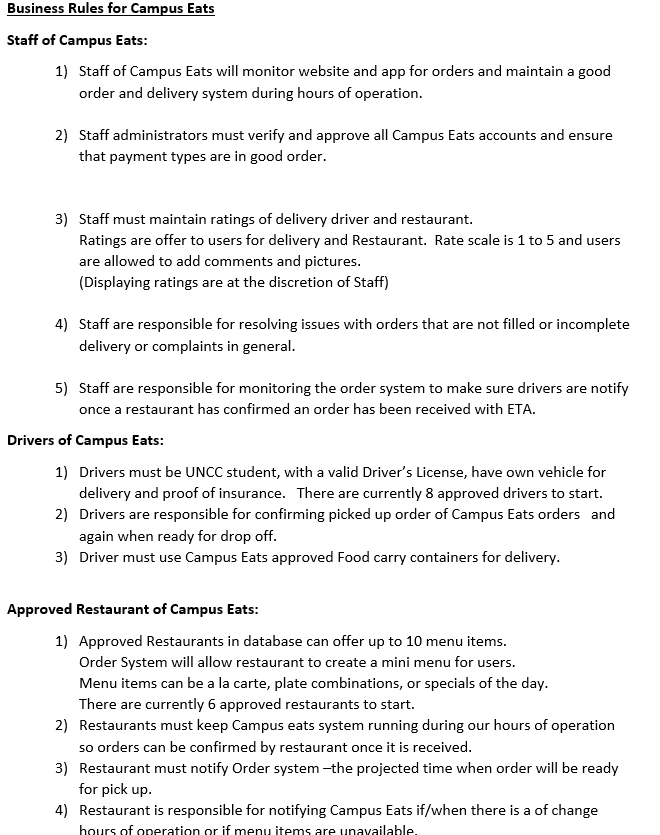 Business Rules for Campus Eats
Staff of Campus Eats:
1) Staff of Campus Eats will monitor website and app for orders and maintain a good
order and delivery system during hours of operation.
2) Staff administrators must verify and approve all Campus Eats accounts and ensure
that payment types are in good order.
3) Staff must maintain ratings of delivery driver and restaurant.
Ratings are offer to users for delivery and Restaurant.  Rate scale is 1 to 5 and users
are allowed to add comments and pictures.
(Displaying ratings are at the discretion of Staff)
4) Staff are responsible for resolving issues with orders that are not filled or incomplete
delivery or complaints in general.
5) Staff are responsible for monitoring the order system to make sure drivers are notify
once a restaurant has confirmed an order has been received with ETA.
Drivers of Campus Eats:
1) Drivers must be UNCC student, with a valid Driver’s License, have own vehicle for
delivery and proof of insurance.   There are currently 8 approved drivers to start.
2) Drivers are responsible for confirming picked up order of Campus Eats orders   and
again when ready for drop off.
3) Driver must use Campus Eats approved Food carry containers for delivery.
Approved Restaurant of Campus Eats:
1) Approved Restaurants in database can offer up to 10 menu items.
Order System will allow restaurant to create a mini menu for users.
Menu items can be a la carte, plate combinations, or specials of the day.
There are currently 6 approved restaurants to start.
2) Restaurants must keep Campus eats system running during our hours of operation
so orders can be confirmed by restaurant once it is received.
3) Restaurant must notify Order system –the projected time when order will be ready
for pick up.
4) Restaurant is responsible for notifying Campus Eats if/when there is a of change
hours of operation or if menu items are unavailable.